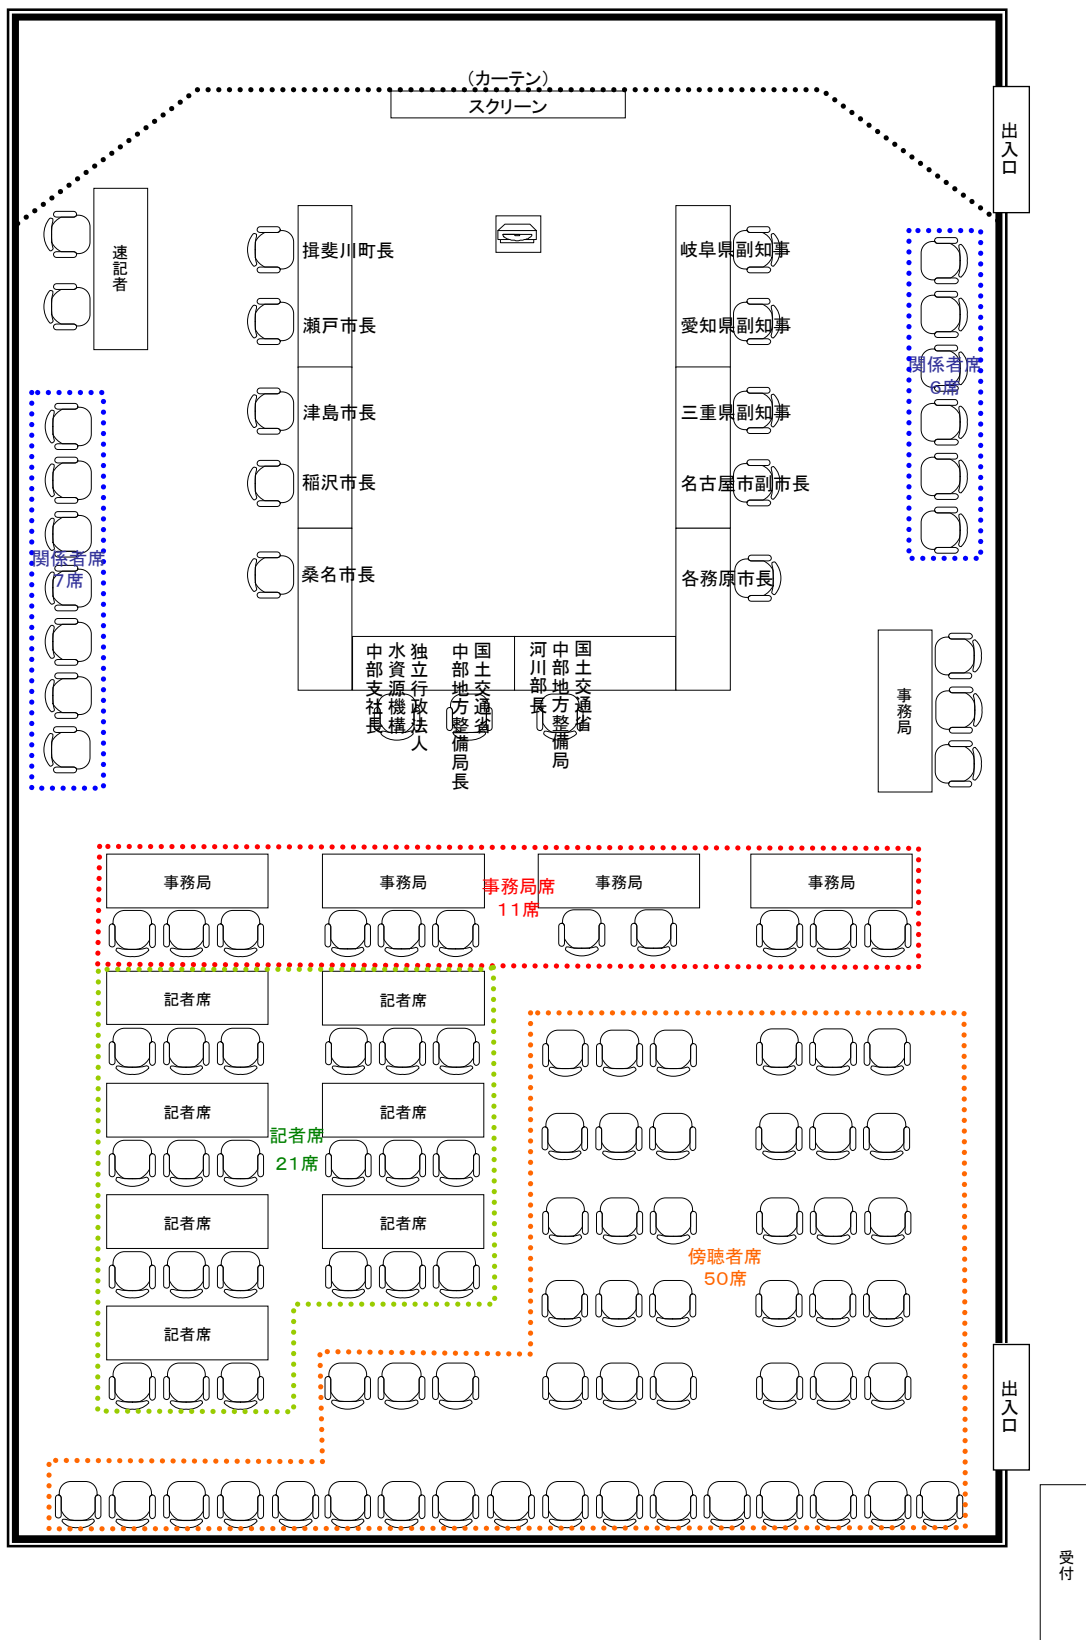 （カーテン）
スクリーン
出入口
速記者
揖斐川町長
瀬戸市長
津島市長
稲沢市長
桑名市長
岐阜県副知事
愛知県副知事
三重県副知事
名古屋市副市長
各務原市長
関係者席
6席
関係者席
7席
独立行政法人
水資源機構
中部支社長
国土交通省
中部地方整備局長
国土交通省
中部地方整備局
河川部長
事務局
事務局
事務局
事務局席
11席
事務局
事務局
記者席
記者席
記者席
記者席
記者席
21席
記者席
記者席
記者席
傍聴者席
50席
出入口
受付